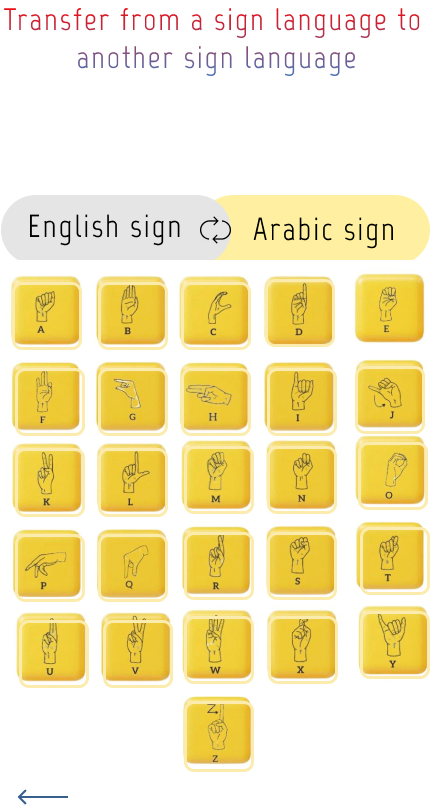 Transfer from a sign language to
another sign language
English sign
Arabic sign
A B C D E
F G H I J
K L M N O
P Q R S T
U V W X Y
Z